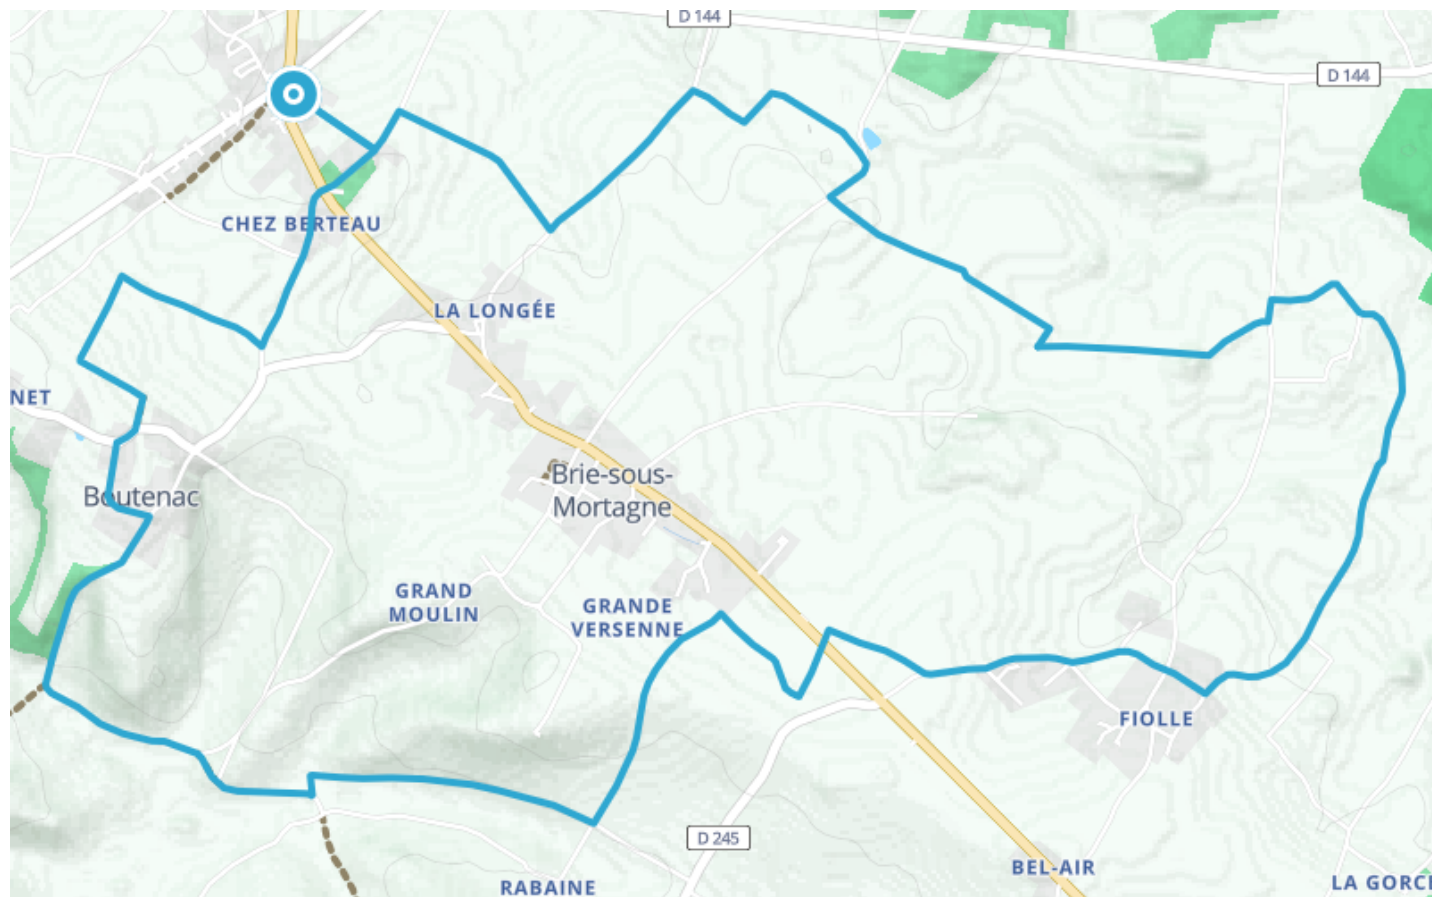 D 144
D 144
CHEZ BERTEAU
LA LONGÉE
NET
Brie-sous-
Mortagne
Boutenac
GRAND
MOULIN
GRANDE
VERSENNE
FIOLLE
D 245
BEL-AIR
RABAINE
LA GORCE